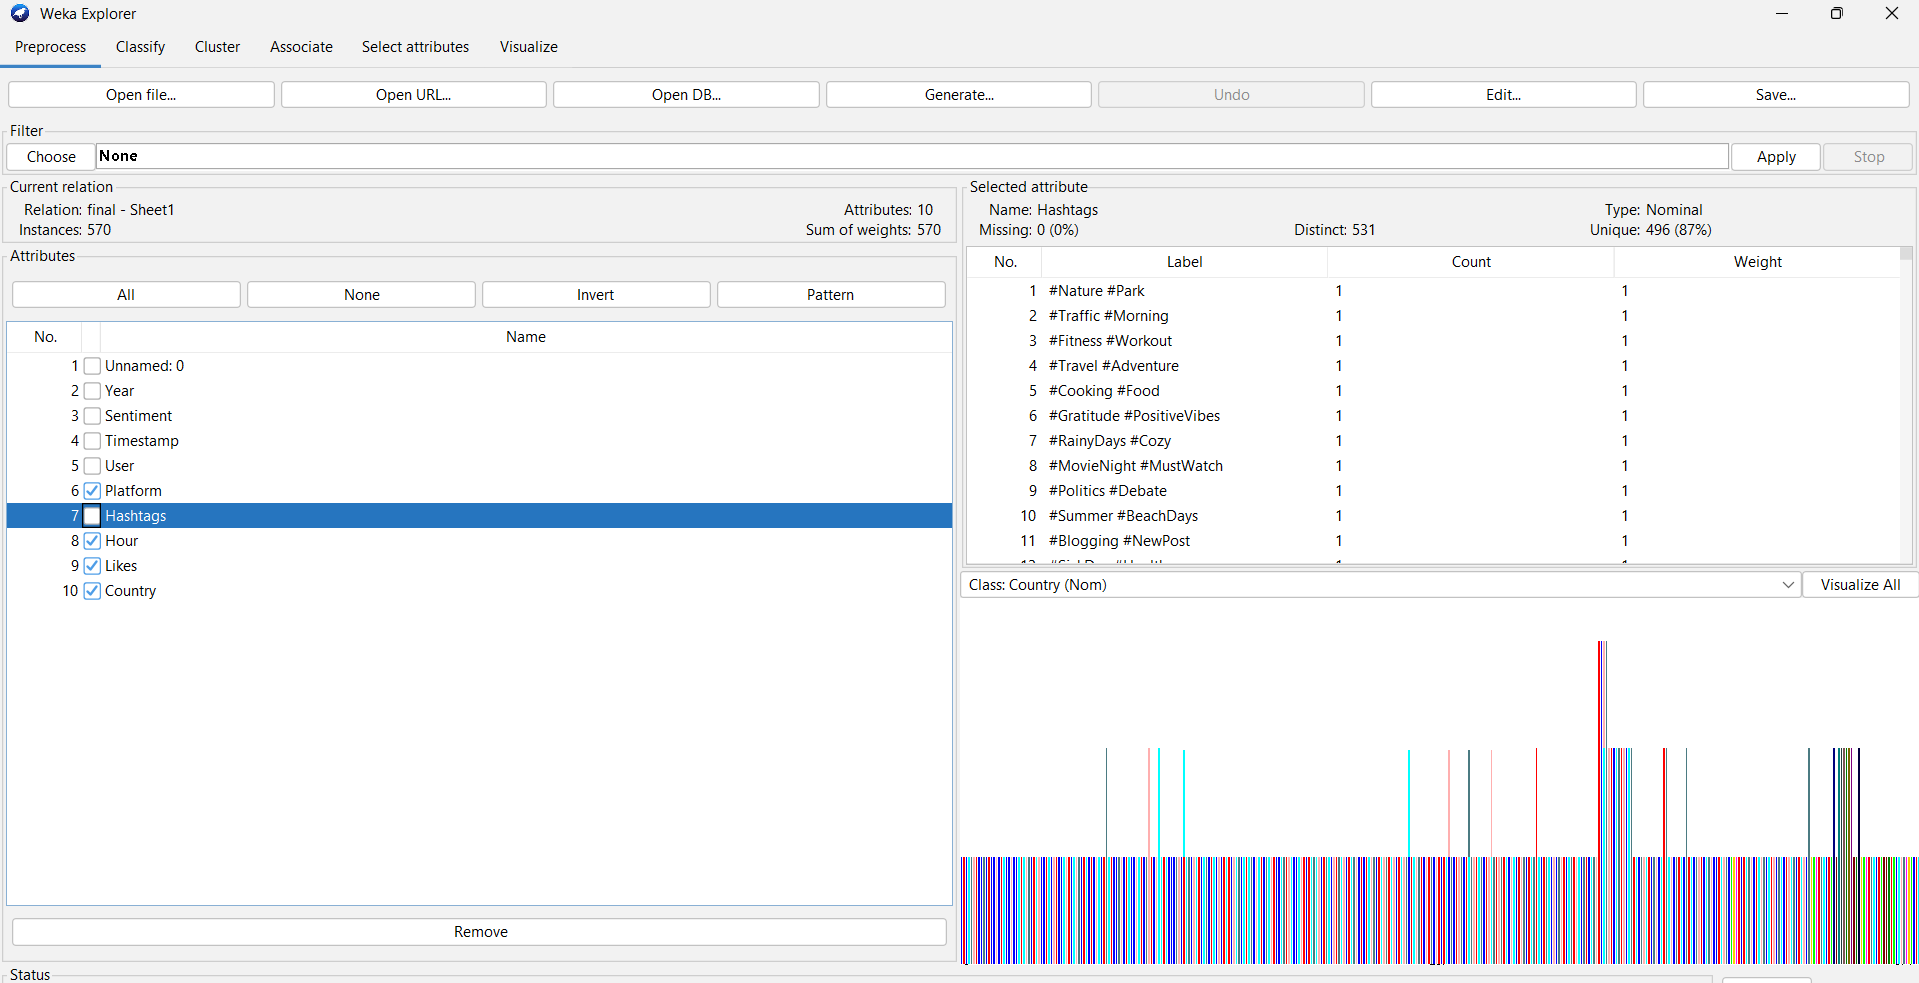 Weka Explorer
Preprocess Classify Cluster Associate Select attributes Visualize
Open file... Open URL... Open DB... Generate... Undo Edit... Save...
Filter
Choose None Apply Stop
Current relation
Relation: final - Sheet1 Attributes: 10
Instances: 570 Sum of weights: 570
Attributes
All None Invert Pattern
No. Name
1 Unnamed: 0
2 Year
3 Sentiment
4 Timestamp
5 User
6 Platform
7 Hashtags
8 Hour
9 Likes
10 Country
Remove
Status
Selected attribute
Name: Hashtags Type: Nominal
Missing: 0 (0%) Distinct: 531 Unique: 496 (87%)
No. Label Count Weight
1 #Nature #Park 1 1
2 #Traffic #Morning 1 1
3 #Fitness #Workout 1 1
4 #Travel #Adventure 1 1
5 #Cooking #Food 1 1
6 #Gratitude #PositiveVibes 1 1
7 #RainyDays #Cozy 1 1
8 #MovieNight #MustWatch 1 1
9 #Politics #Debate 1 1
10 #Summer #BeachDays 1 1
11 #Blogging #NewPost 1 1
Class: Country (Nom) Visualize All